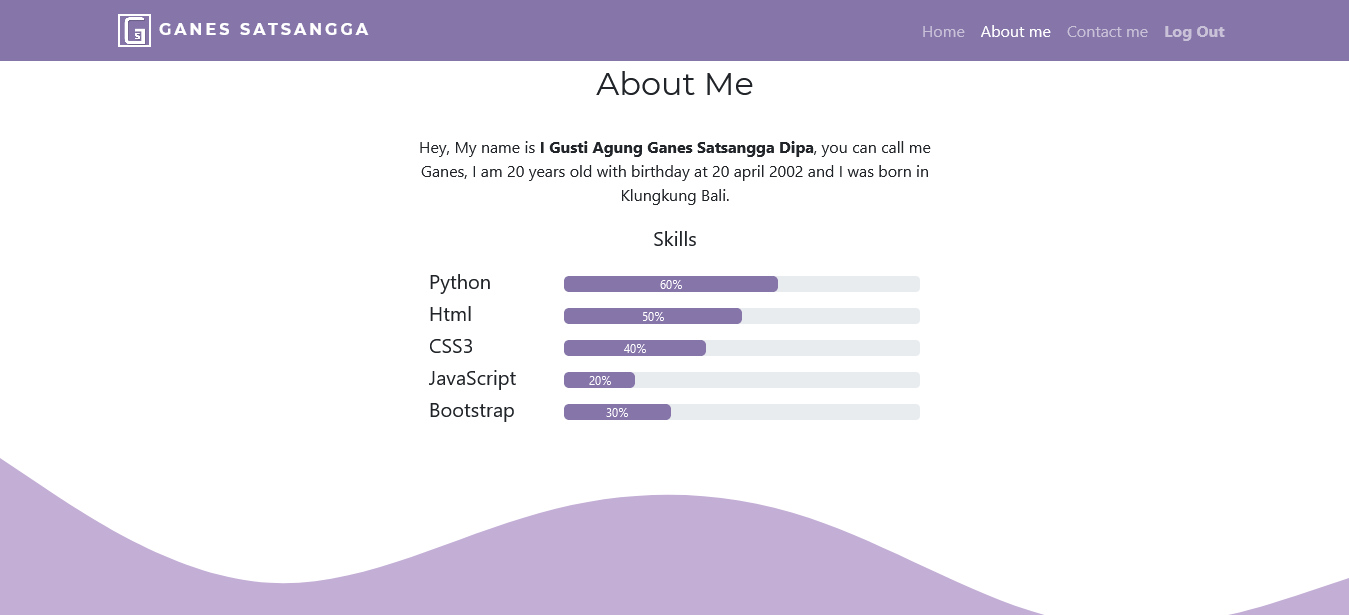 GS GANES SATSANGGA
Home About me Contact me Log Out
About Me
Hey, My name is I Gusti Agung Ganes Satsangga Dipa, you can call me
Ganes, I am 20 years old with birthday at 20 april 2002 and I was born in
Klungkung Bali.
Skills
Python 60%
Html 50%
CSS3 40%
JavaScript 20%
Bootstrap 30%